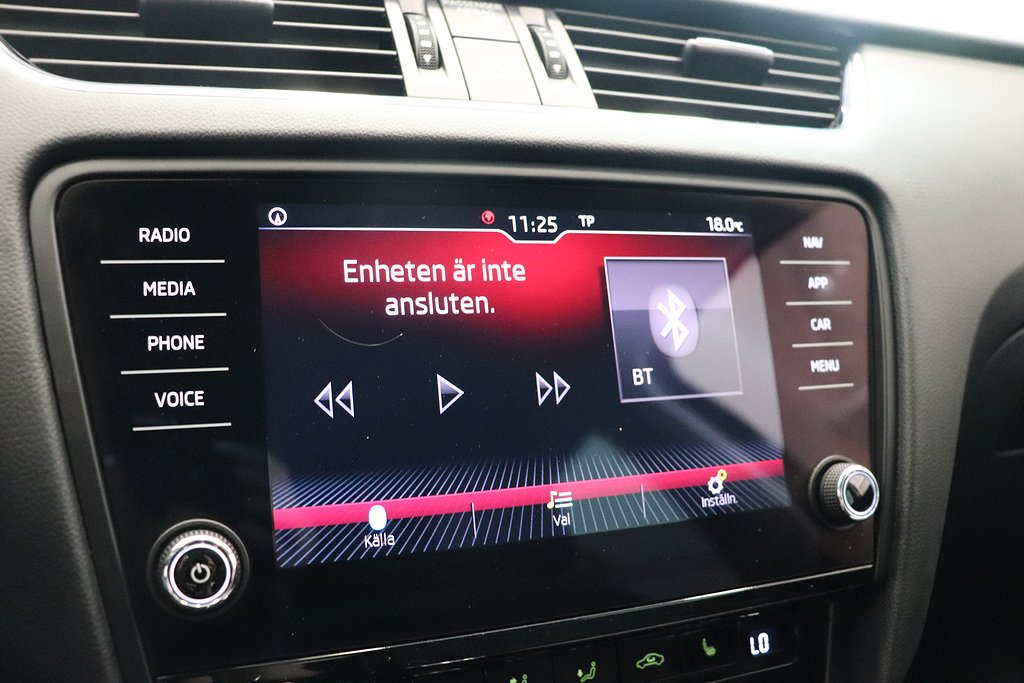 11:25
TP
18.0°C
RADIO
MEDIA
PHONE
VOICE
Enheten är inte
ansluten.
BT
Källa
Val
Inställn.
NAV
APP
CAR
MENU
LO